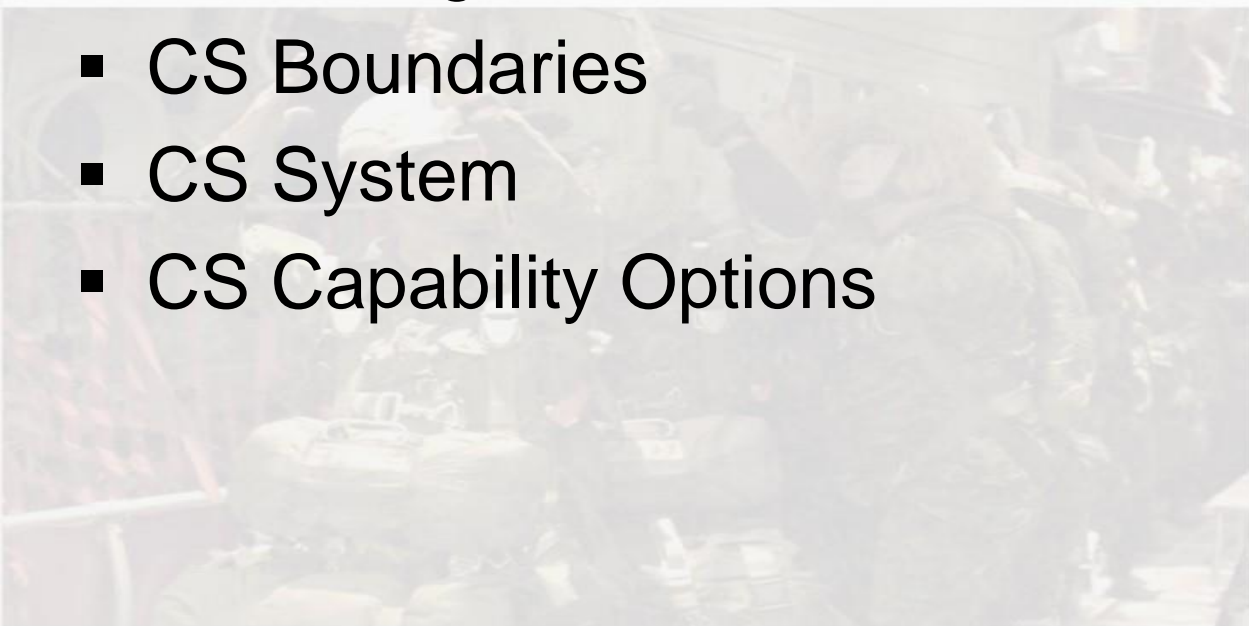 ▪ CS Boundaries
▪ CS System
▪ CS Capability Options